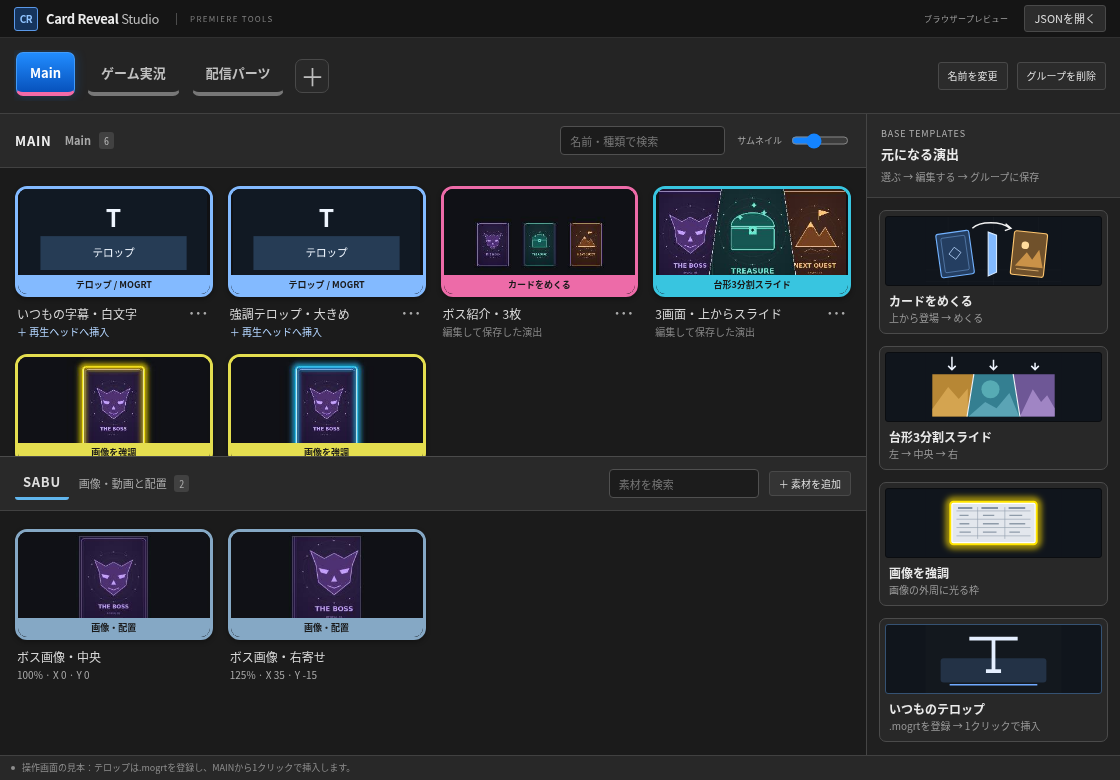 CR Card Reveal Studio PREMIERE TOOLS ブラウザープレビュー JSONを開く
Main ゲーム実況 配信パーツ ＋ 名前を変更 グループを削除
MAIN Main 6 名前・種類で検索 サムネイル
T テロップ テロップ / MOGRT
いつもの字幕・白文字
＋ 再生ヘッドへ挿入
T テロップ テロップ / MOGRT
強調テロップ・大きめ
＋ 再生ヘッドへ挿入
カードをめくる
ボス紹介・3枚
編集して保存した演出
THE BOSS TREASURE NEXT QUEST
台形3分割スライド
3画面・上からスライド
編集して保存した演出
THE BOSS
画像を強調
THE BOSS
画像を強調
SABU 画像・動画と配置 2 素材を検索 ＋ 素材を追加
THE BOSS
画像・配置
ボス画像・中央
100% · X 0 · Y 0
THE BOSS
画像・配置
ボス画像・右寄せ
125% · X 35 · Y -15
BASE TEMPLATES
元になる演出
選ぶ → 編集する → グループに保存
カードをめくる
上から登場 → めくる
台形3分割スライド
左 → 中央 → 右
画像を強調
画像の外周に光る枠
いつものテロップ
.mogrtを登録 → 1クリックで挿入
操作画面の見本：テロップは.mogrtを登録し、MAINから1クリックで挿入します。